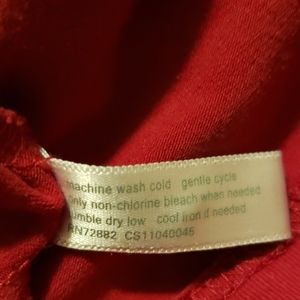 machine wash cold gentle cycle
Only non-chlorine bleach when needed
tumble dry low cool iron if needed
RN72882 CS11040045